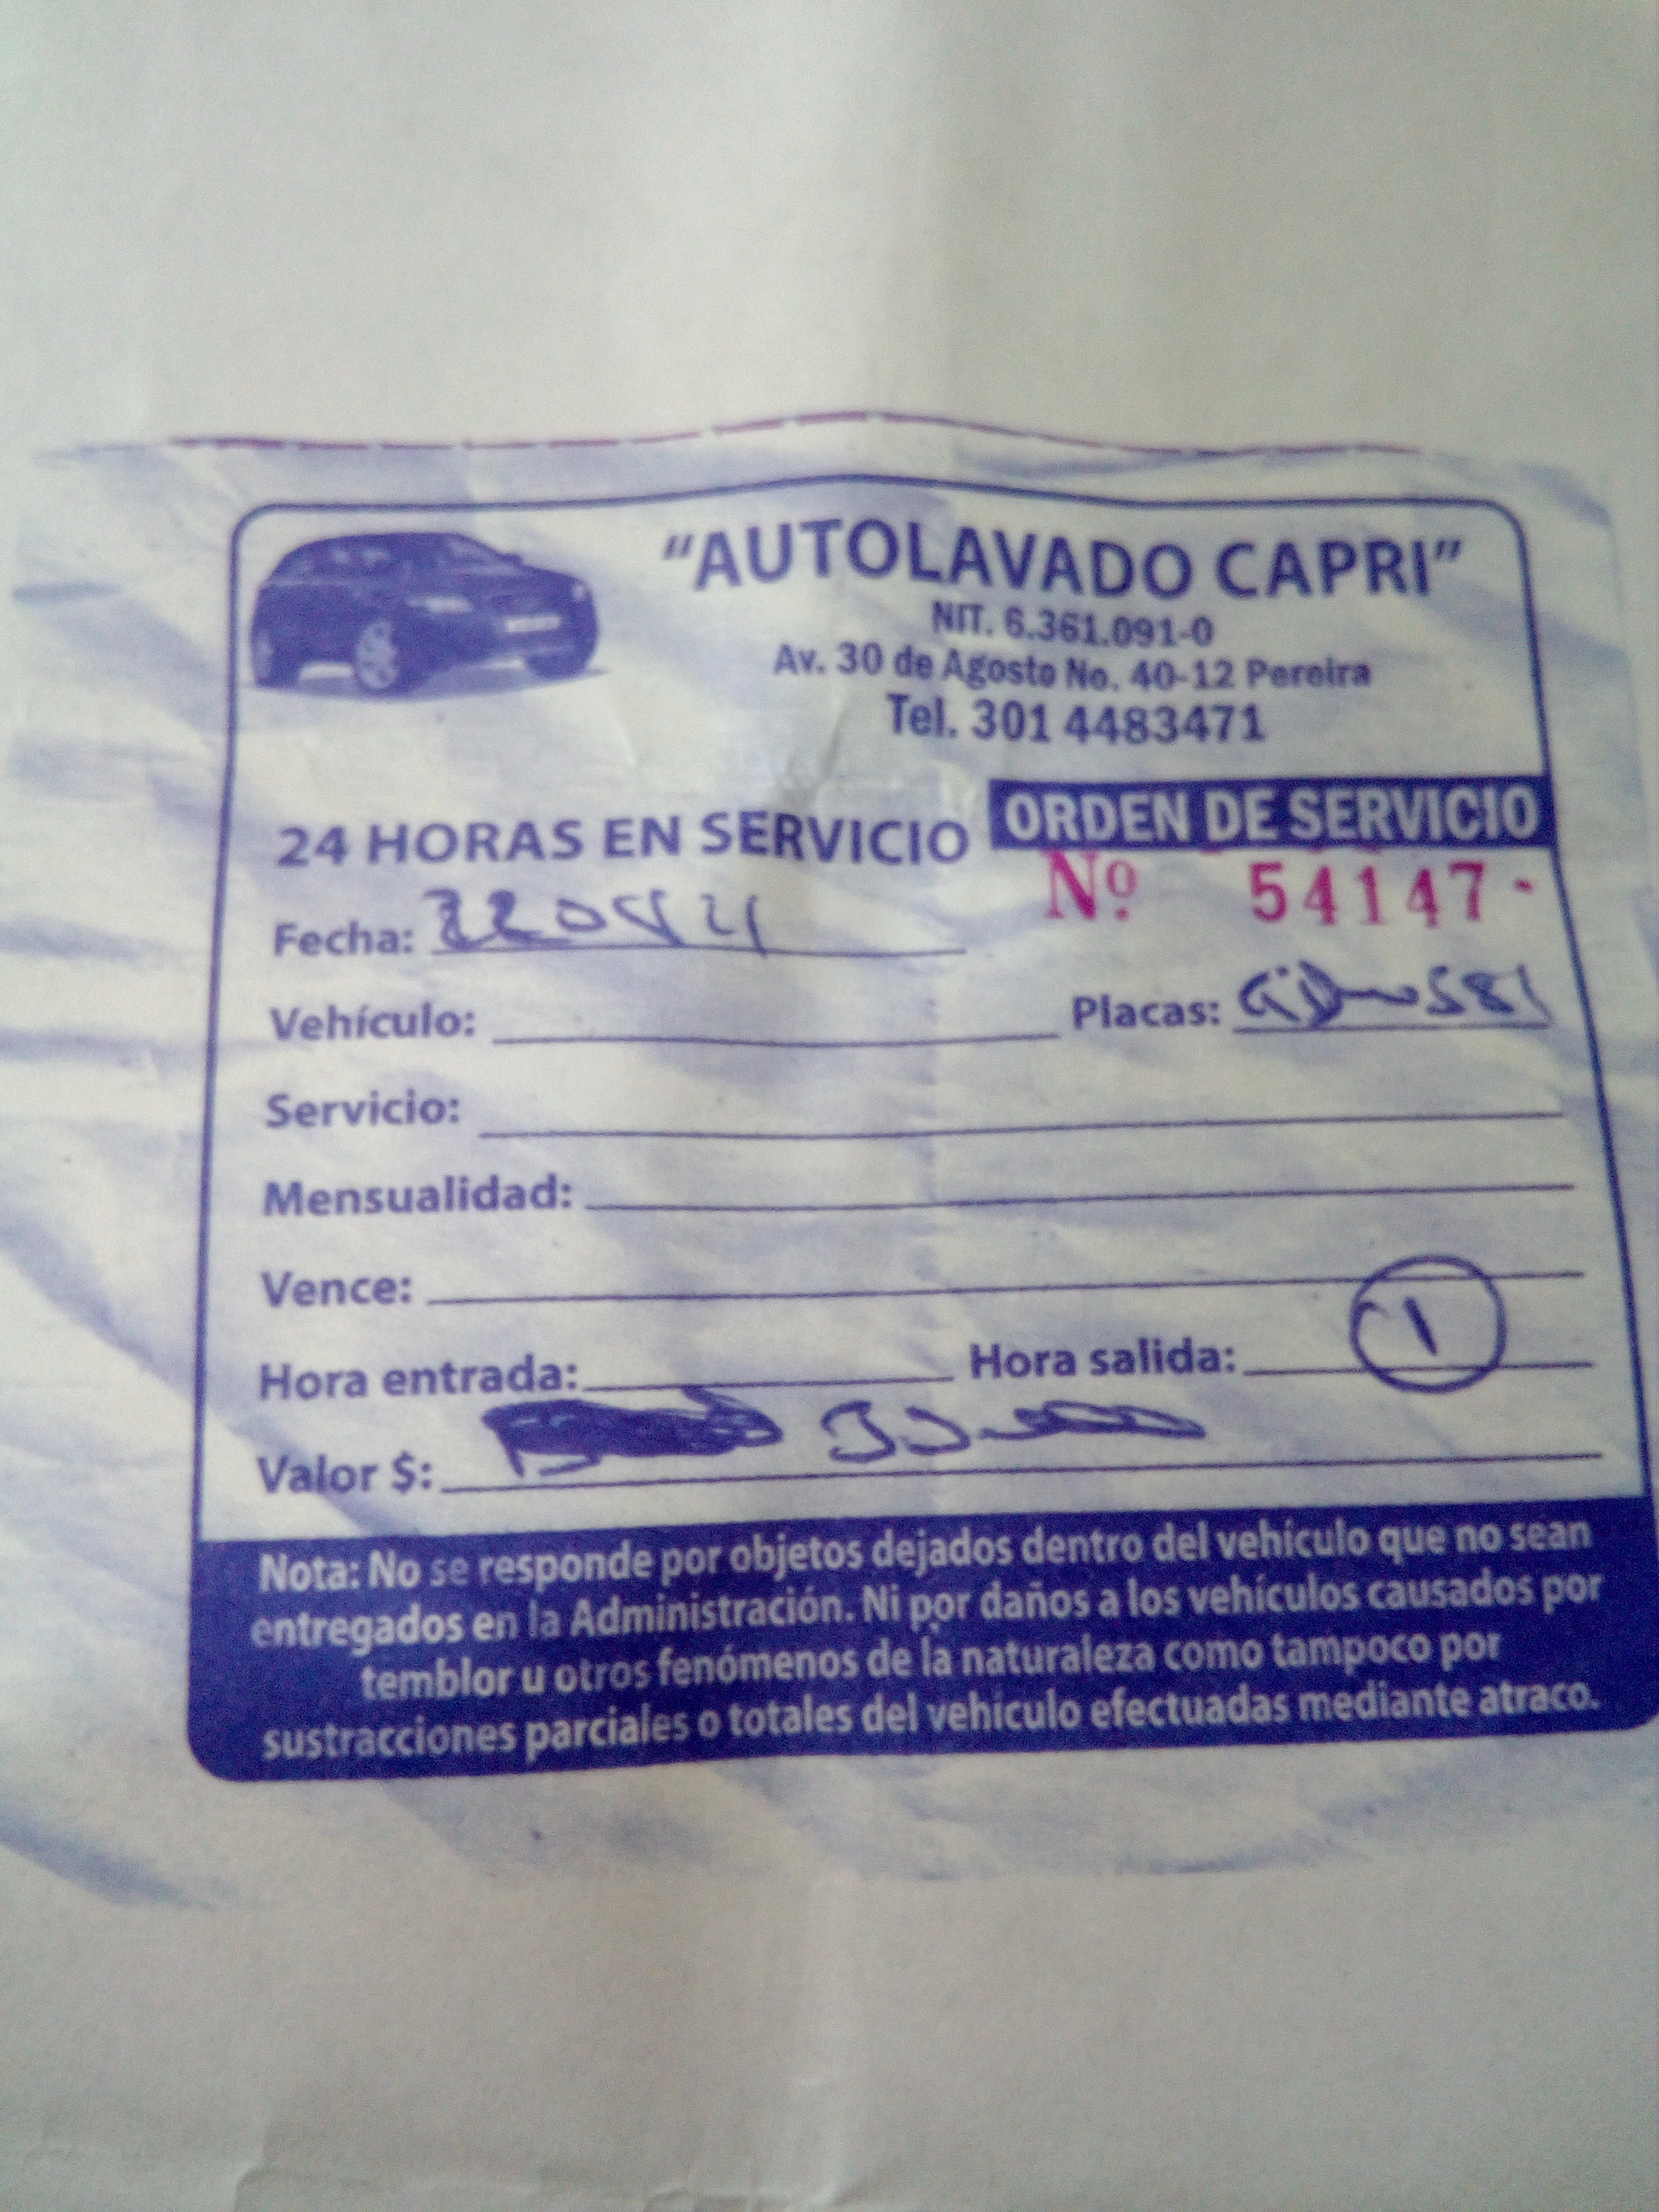 "AUTOLAVADO CAPRI"
NIT. 6.361.091-0
Av. 30 de Agosto No. 40-12 Pereira
Tel. 301 4483471
24 HORAS EN SERVICIO
ORDEN DE SERVICIO
Nº 54147-
Fecha:
Vehículo:
Placas: 581
Servicio:
Mensualidad:
Vence:
Hora entrada:
Hora salida: 1
Valor $:
Nota: No se responde por objetos dejados dentro del vehículo que no sean
entregados en la Administración. Ni por daños a los vehículos causados por
temblor u otros fenómenos de la naturaleza como tampoco por
sustracciones parciales o totales del vehículo efectuadas mediante atraco.